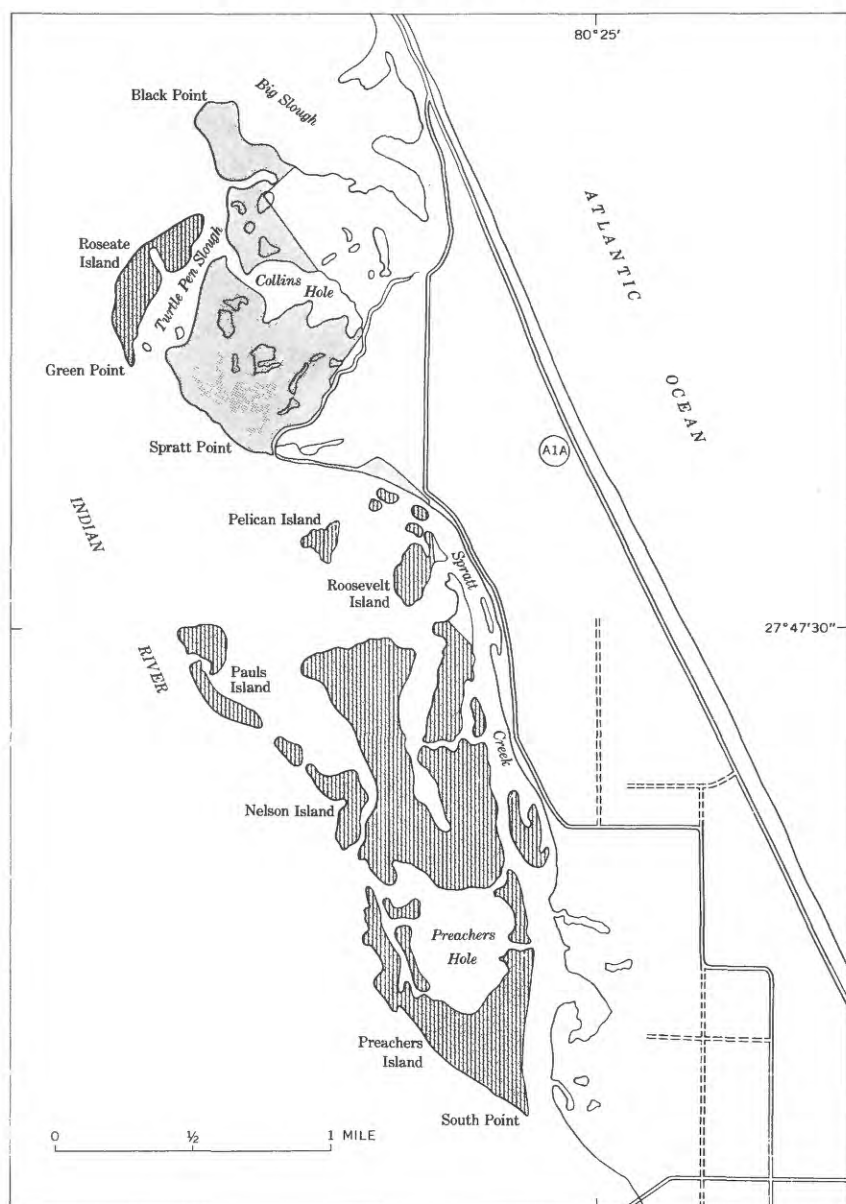 80°25'
Black Point
Big Slough
ATLANTIC
OCEAN
Roseate
Island
Turtle Pen Slough
Collins
Hole
Green Point
Spratt Point
A1A
INDIAN
RIVER
Pelican Island
Roosevelt
Island
Spratt
Creek
27°47'30"
Pauls
Island
Nelson Island
Preachers
Hole
Preachers
Island
South Point
0 ½ 1 MILE